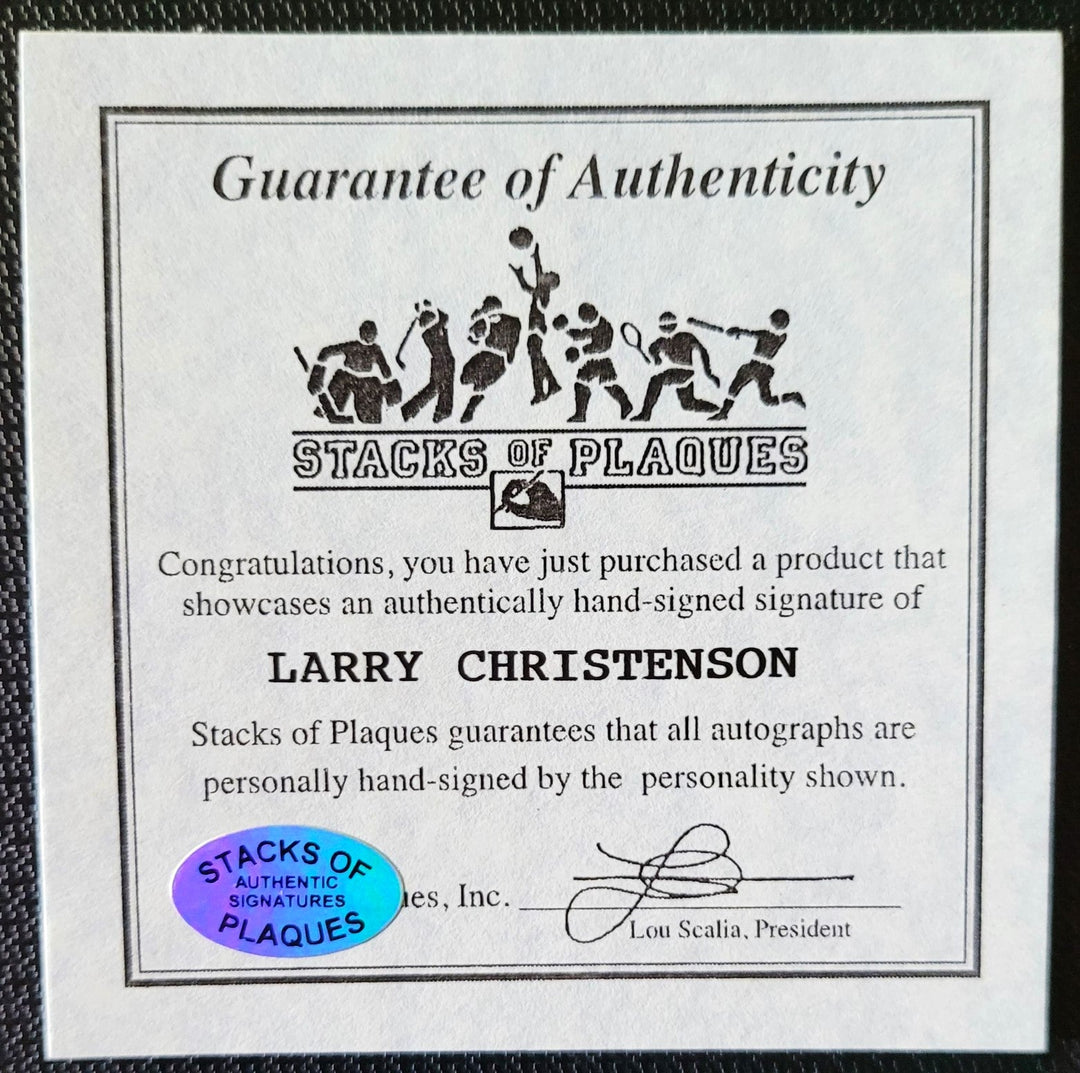 Guarantee of Authenticity
STACKS OF PLAQUES
Congratulations, you have just purchased a product that
showcases an authentically hand-signed signature of
LARRY CHRISTENSON
Stacks of Plaques guarantees that all autographs are
personally hand-signed by the personality shown.
STACKS OF
AUTHENTIC
SIGNATURES
PLAQUES
ues, Inc.
Lou Scalia, President